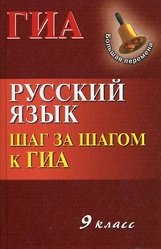 ГИА
Большая перемена
РУССКИЙ
ЯЗЫК
ШАГ ЗА ШАГОМ
К ГИА
9 класс